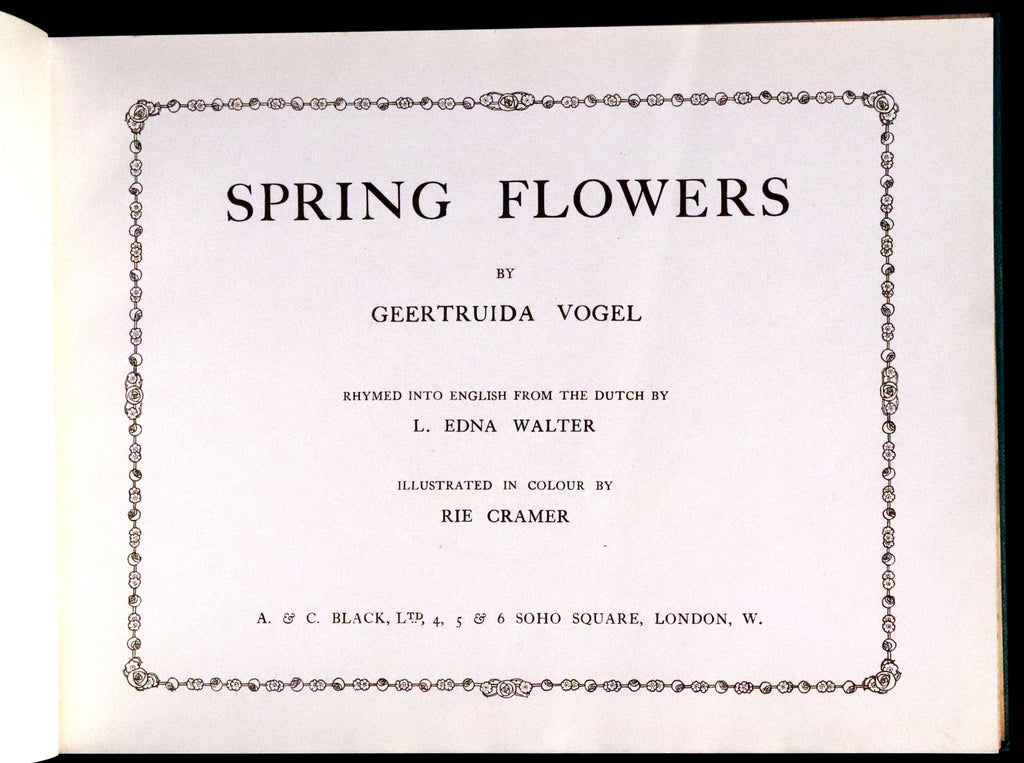 SPRING FLOWERS
BY
GEERTRUIDA VOGEL
RHYMED INTO ENGLISH FROM THE DUTCH BY
L. EDNA WALTER
ILLUSTRATED IN COLOUR BY
RIE CRAMER
A. & C. BLACK, LTD, 4, 5 & 6 SOHO SQUARE, LONDON, W.